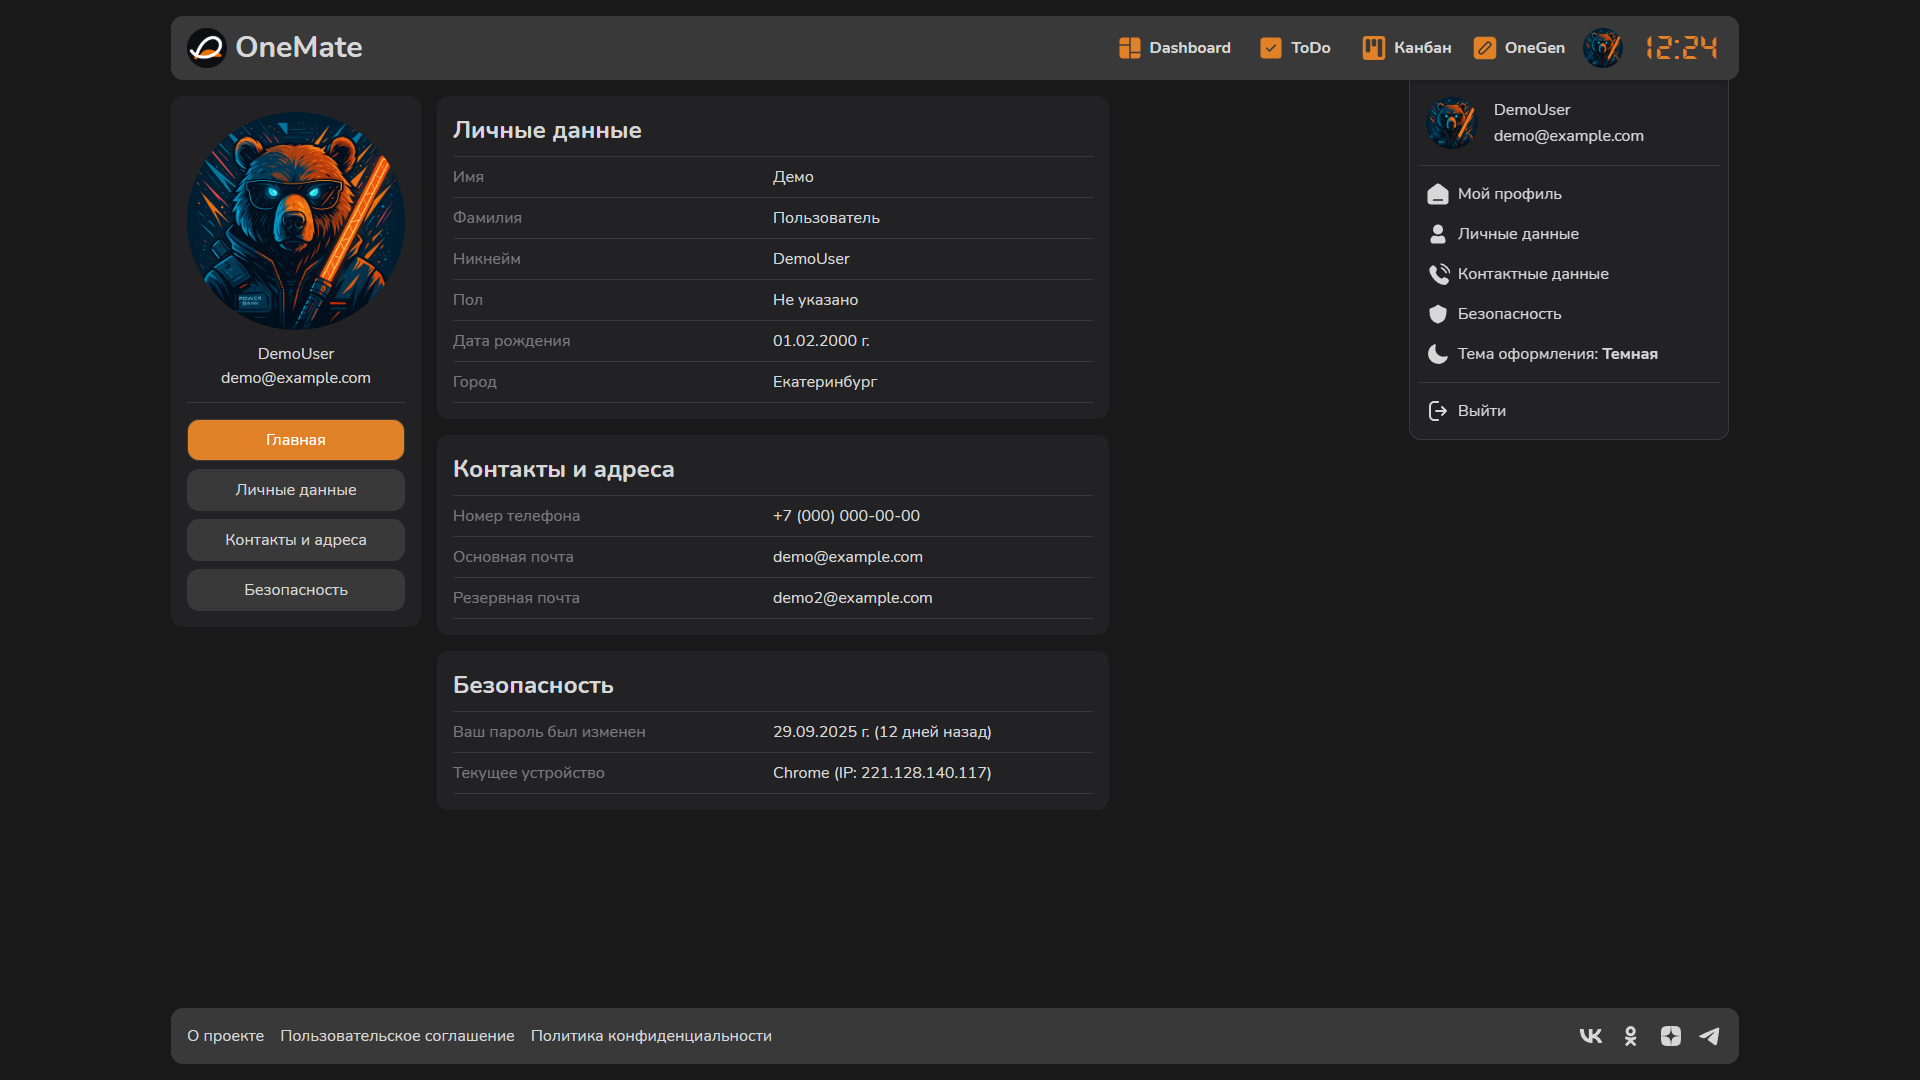 OneMate
Dashboard
ToDo
Канбан
OneGen
12:24
DemoUser
demo@example.com
Главная
Личные данные
Контакты и адреса
Безопасность
Личные данные
Имя Демо
Фамилия Пользователь
Никнейм DemoUser
Пол Не указано
Дата рождения 01.02.2000 г.
Город Екатеринбург
Контакты и адреса
Номер телефона +7 (000) 000-00-00
Основная почта demo@example.com
Резервная почта demo2@example.com
Безопасность
Ваш пароль был изменен 29.09.2025 г. (12 дней назад)
Текущее устройство Chrome (IP: 221.128.140.117)
DemoUser
demo@example.com
Мой профиль
Личные данные
Контактные данные
Безопасность
Тема оформления: Темная
Выйти
О проекте Пользовательское соглашение Политика конфиденциальности